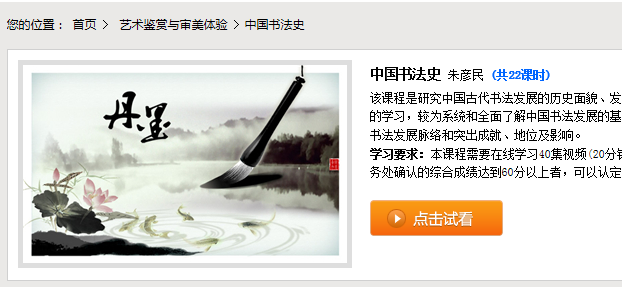 您的位置： 首页 > 艺术鉴赏与审美体验 > 中国书法史
丹墨
中国书法史 朱彦民 (共22课时)
该课程是研究中国古代书法发展的历史面貌、发
的学习，较为系统和全面了解中国书法发展的基
书法发展脉络和突出成就、地位及影响。
学习要求：本课程需要在线学习40集视频(20分钟
务处确认的综合成绩达到60分以上者，可以认定
点击试看